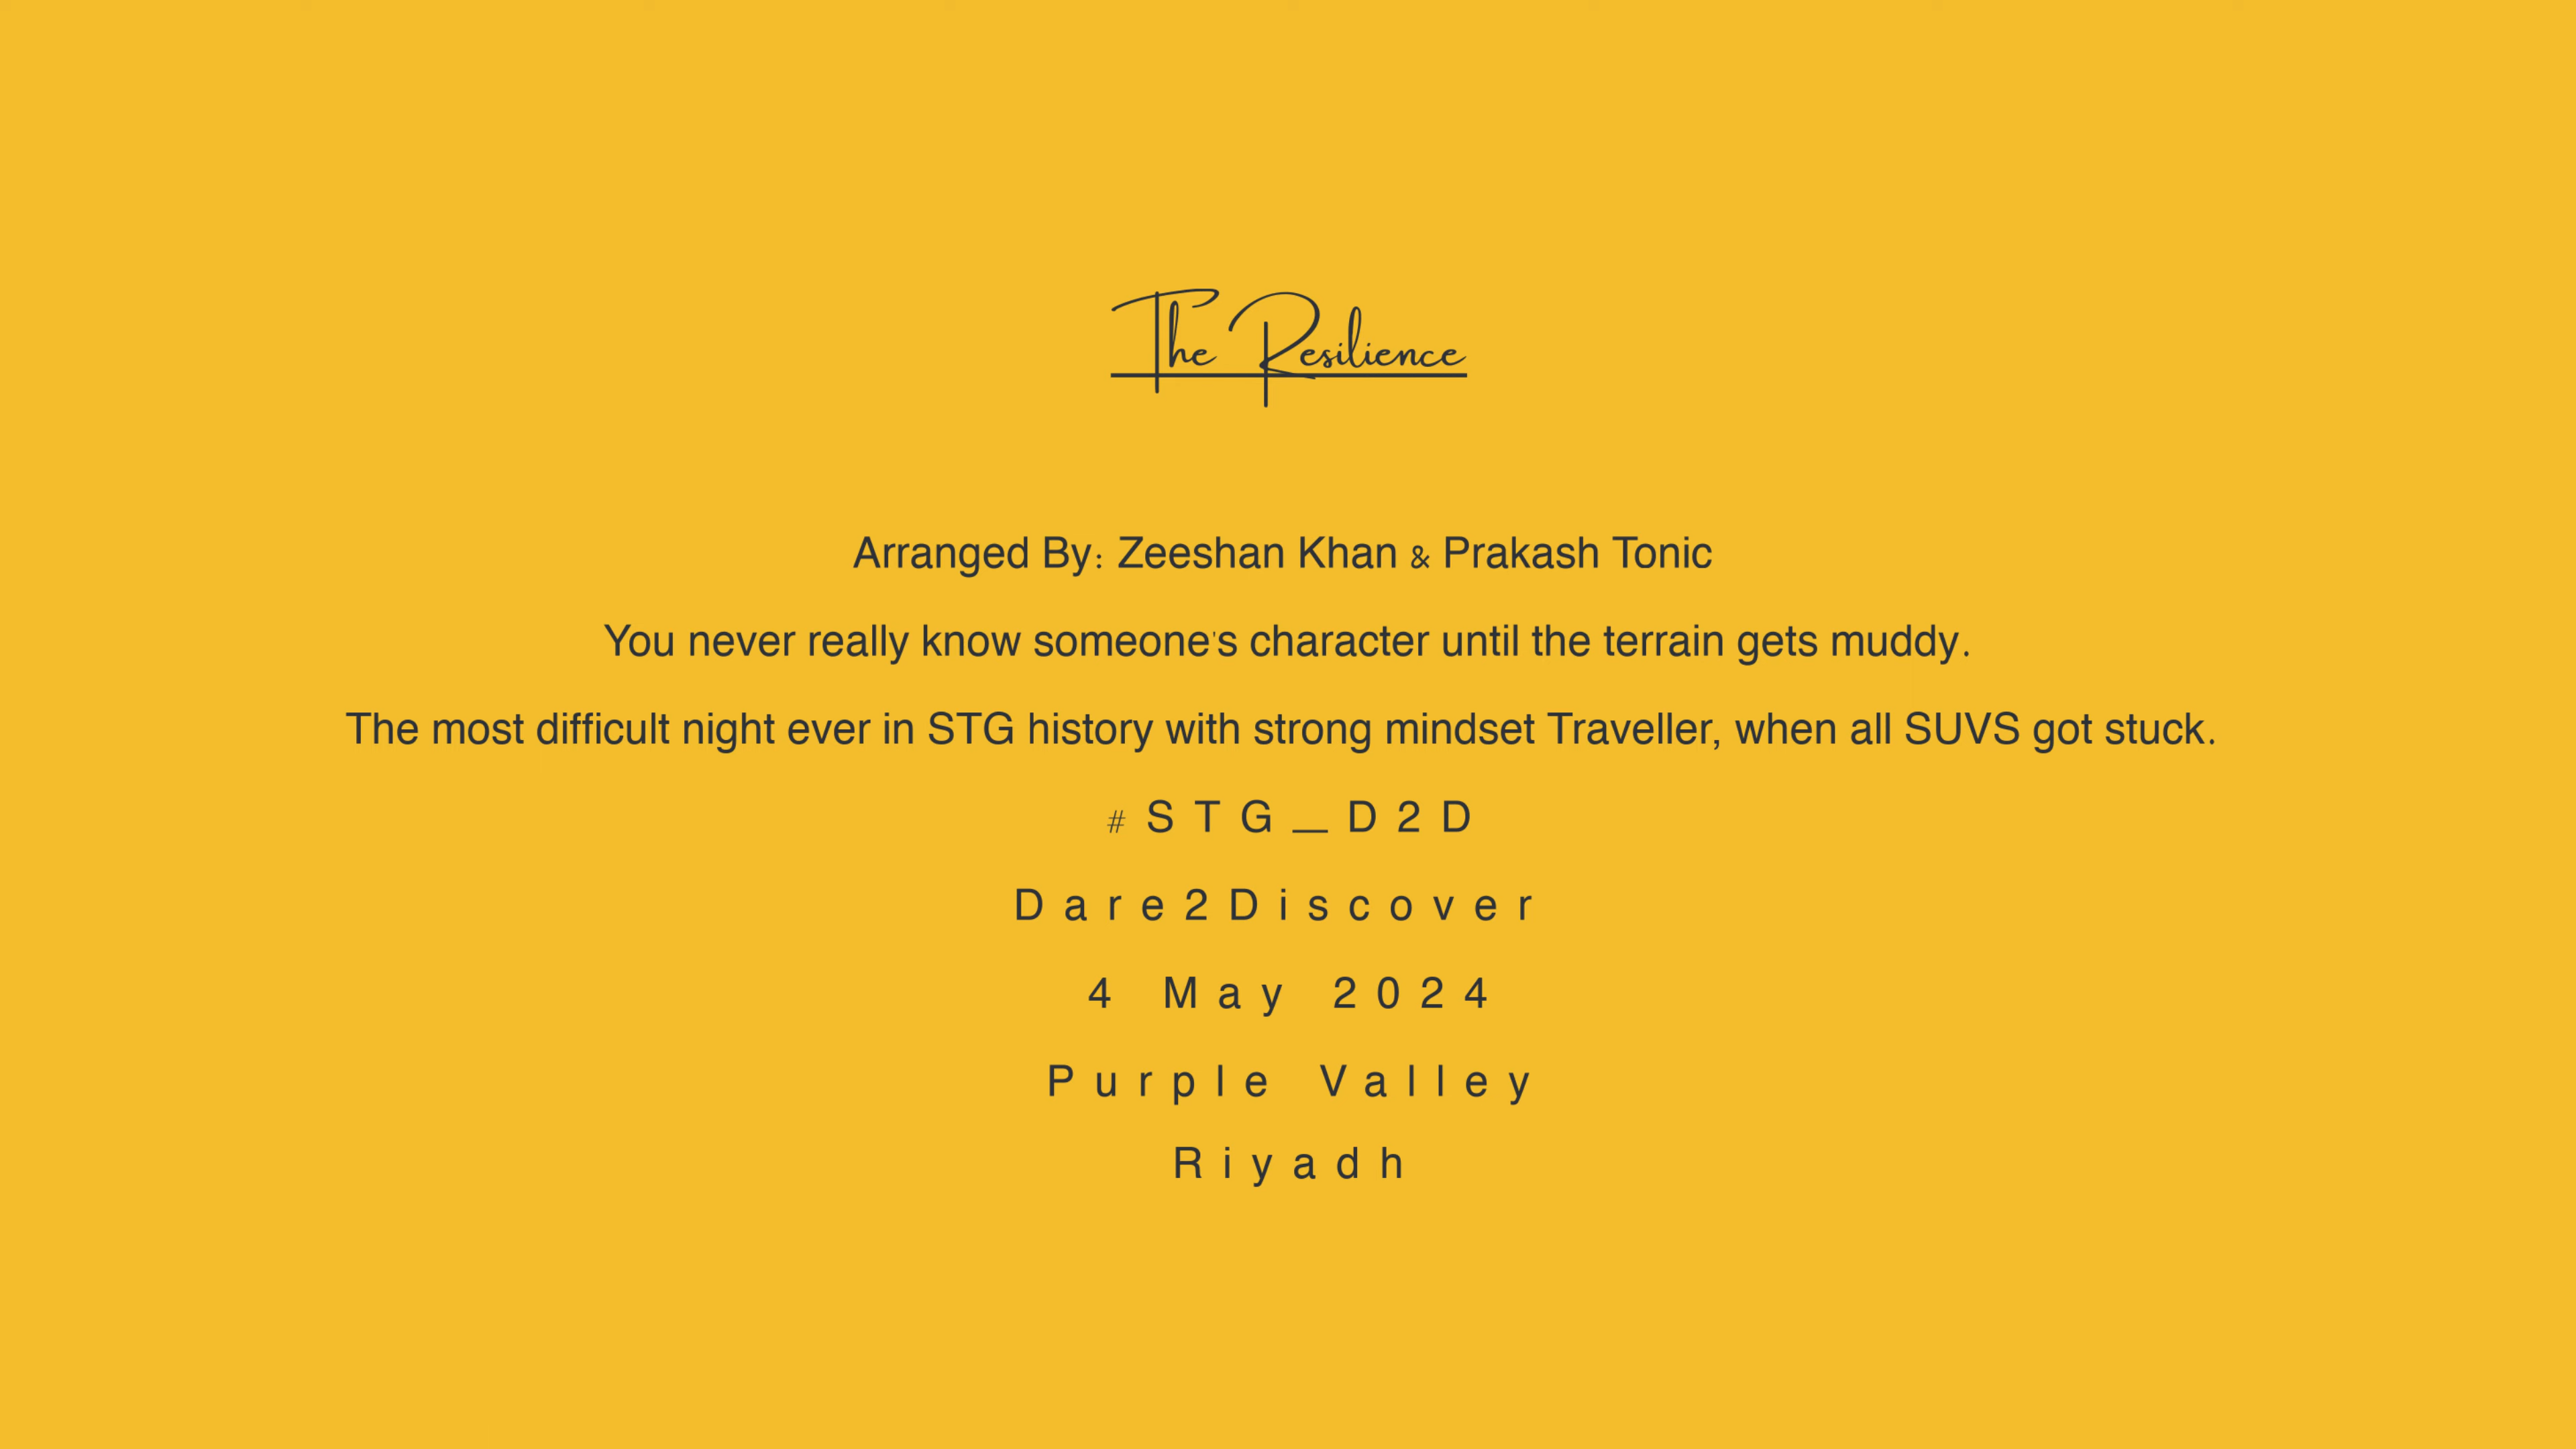 The Resilience
Arranged By: Zeeshan Khan & Prakash Tonic
You never really know someone's character until the terrain gets muddy.
The most difficult night ever in STG history with strong mindset Traveller, when all SUVS got stuck.
#STG_D2D
Dare2Discover
4 May 2024
Purple Valley
Riyadh